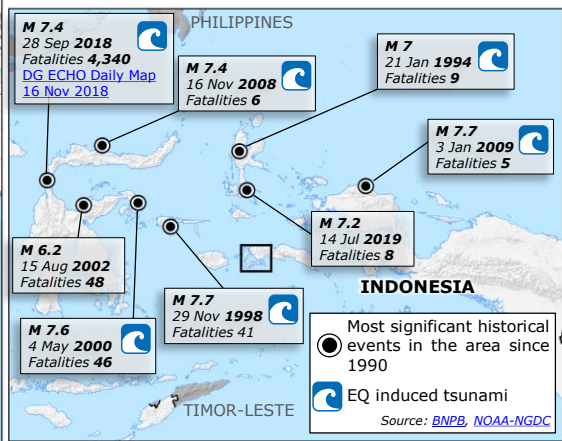 PHILIPPINES
M 7.4
28 Sep 2018
Fatalities 4,340
DG ECHO Daily Map
16 Nov 2018
M 7.4
16 Nov 2008
Fatalities 6
M 7
21 Jan 1994
Fatalities 9
M 7.7
3 Jan 2009
Fatalities 5
M 6.2
15 Aug 2002
Fatalities 48
M 7.2
14 Jul 2019
Fatalities 8
M 7.7
29 Nov 1998
Fatalities 41
M 7.6
4 May 2000
Fatalities 46
INDONESIA
TIMOR-LESTE
Most significant historical
events in the area since
1990
EQ induced tsunami
Source: BNPB, NOAA-NGDC